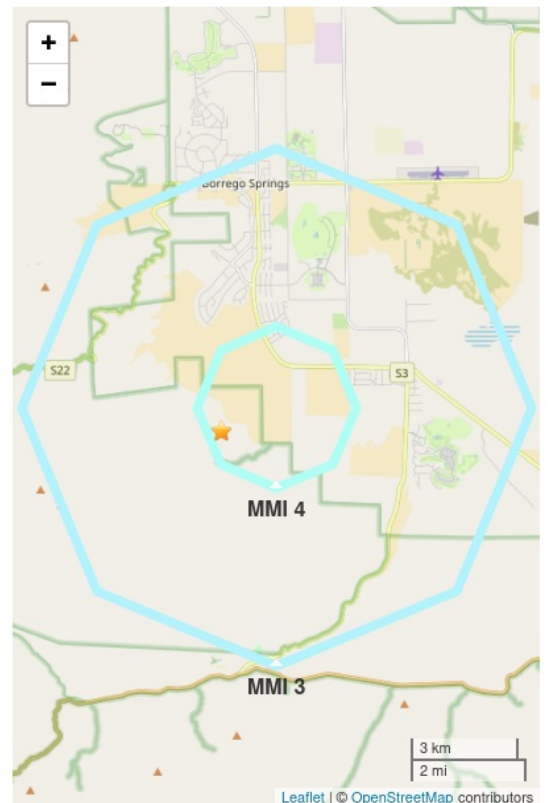 +
−
Borrego Springs
S22
S3
MMI 4
MMI 3
3 km
2 mi
Leaflet | © OpenStreetMap contributors